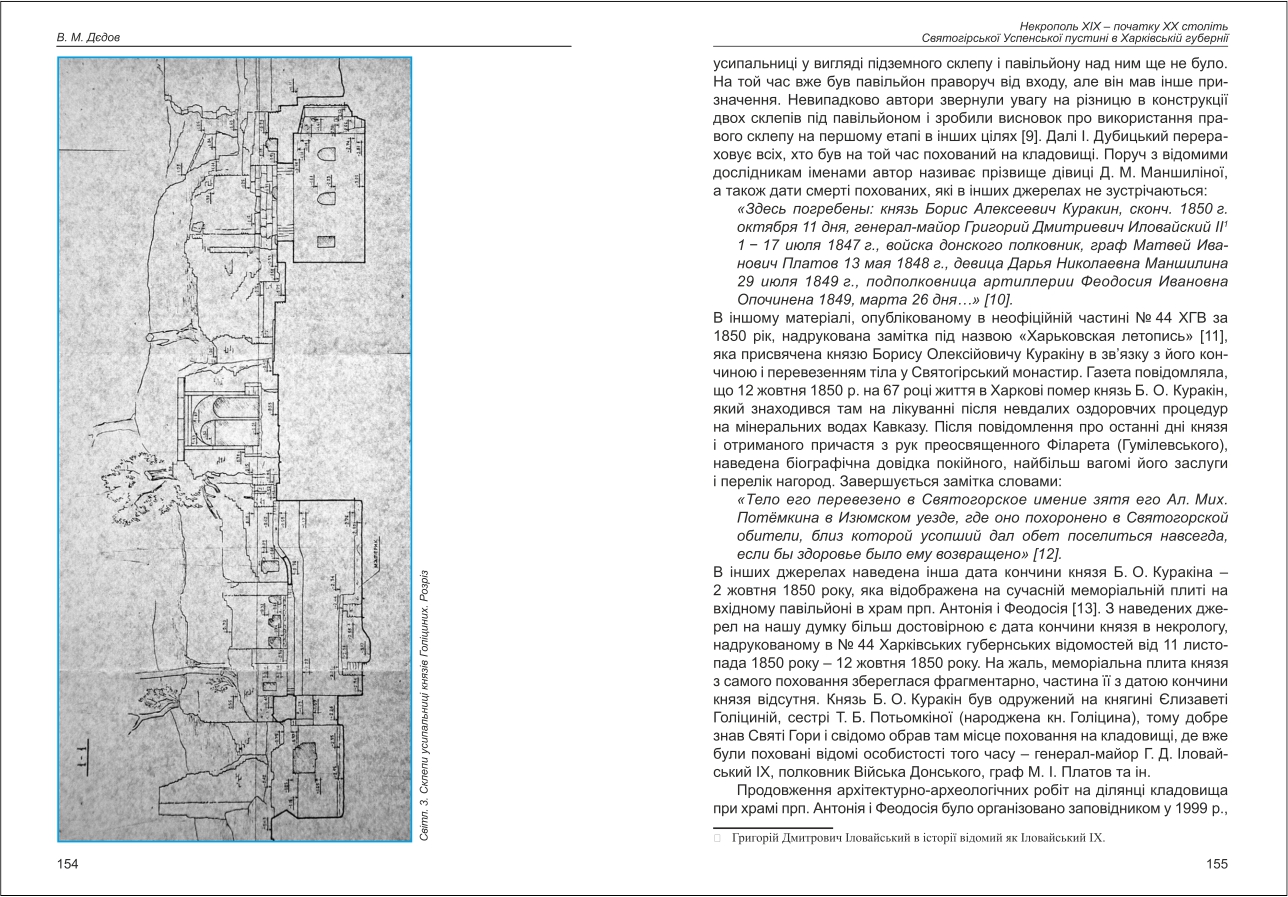 В. М. Дєдов
1-1
МАТЕРИК
Світл. 3. Склепи усипальниці князів Голіциних. Розріз
154
Некрополь XIX – початку XX століть
Святогірської Успенської пустині в Харківській губернії
усипальниці у вигляді підземного склепу і павільйону над ним ще не було.
На той час вже був павільйон праворуч від входу, але він мав інше при-
значення. Невипадково автори звернули увагу на різницю в конструкції
двох склепів під павільйоном і зробили висновок про використання пра-
вого склепу на першому етапі в інших цілях [9]. Далі І. Дубицький перера-
ховує всіх, хто був на той час похований на кладовищі. Поруч з відомими
дослідникам іменами автор називає прізвище дівиці Д. М. Маншиліної,
а також дати смерті похованих, які в інших джерелах не зустрічаються:
«Здесь погребены: князь Борис Алексеевич Куракин, сконч. 1850 г.
октября 11 дня, генерал-майор Григорий Дмитриевич Иловайский II¹
1 – 17 июля 1847 г., войска донского полковник, граф Матвей Ива-
нович Платов 13 мая 1848 г., девица Дарья Николаевна Маншилина
29 июля 1849 г., подполковница артиллерии Феодосия Ивановна
Опочинена 1849, марта 26 дня…» [10].
В іншому матеріалі, опублікованому в неофіційній частині № 44 ХГВ за
1850 рік, надрукована замітка під назвою «Харьковская летопись» [11],
яка присвячена князю Борису Олексійовичу Куракіну в зв’язку з його кон-
чиною і перевезенням тіла у Святогірський монастир. Газета повідомляла,
що 12 жовтня 1850 р. на 67 році життя в Харкові помер князь Б. О. Куракін,
який знаходився там на лікуванні після невдалих оздоровчих процедур
на мінеральних водах Кавказу. Після повідомлення про останні дні князя
і отриманого причастя з рук преосвященного Філарета (Гумілевського),
наведена біографічна довідка покійного, найбільш вагомі його заслуги
і перелік нагород. Завершується замітка словами:
«Тело его перевезено в Святогорское имение зятя его Ал. Мих.
Потёмкина в Изюмском уезде, где оно похоронено в Святогорской
обители, близ которой усопший дал обет поселиться навсегда,
если бы здоровье было ему возвращено» [12].
В інших джерелах наведена інша дата кончини князя Б. О. Куракіна –
2 жовтня 1850 року, яка відображена на сучасній меморіальній плиті на
вхідному павільйоні в храм прп. Антонія і Феодосія [13]. З наведених дже-
рел на нашу думку більш достовірною є дата кончини князя в некрологу,
надрукованому в № 44 Харківських губернських відомостей від 11 листо-
пада 1850 року – 12 жовтня 1850 року. На жаль, меморіальна плита князя
з самого поховання збереглася фрагментарно, частина її з датою кончини
князя відсутня. Князь Б. О. Куракін був одружений на княгині Єлизаветі
Голіциній, сестрі Т. Б. Потьомкіної (народжена кн. Голіцина), тому добре
знав Святі Гори і свідомо обрав там місце поховання на кладовищі, де вже
були поховані відомі особистості того часу – генерал-майор Г. Д. Іловай-
ський IX, полковник Війська Донського, граф М. І. Платов та ін.
Продовження архітектурно-археологічних робіт на ділянці кладовища
при храмі прп. Антонія і Феодосія було організовано заповідником у 1999 р.,
Григорій Дмитрович Іловайський в історії відомий як Іловайський IX.
155